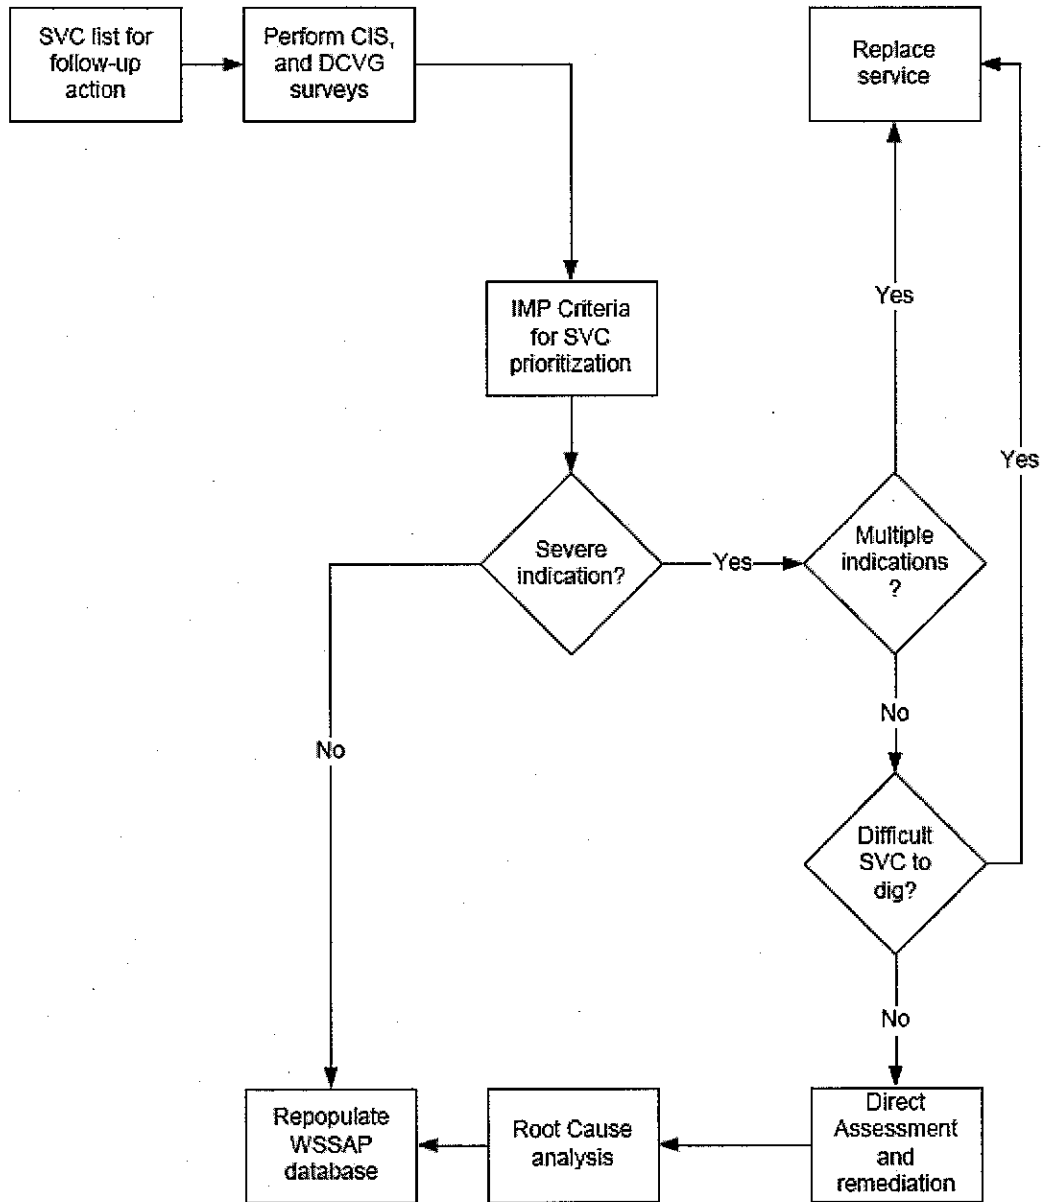 SVC list for
follow-up
action
Perform CIS,
and DCVG
surveys
Replace
service
IMP Criteria
for SVC
prioritization
Yes
Yes
Severe
indication?
Yes
Multiple
indications
?
No
No
Difficult
SVC to
dig?
No
Repopulate
WSSAP
database
Root Cause
analysis
Direct
Assessment
and
remediation